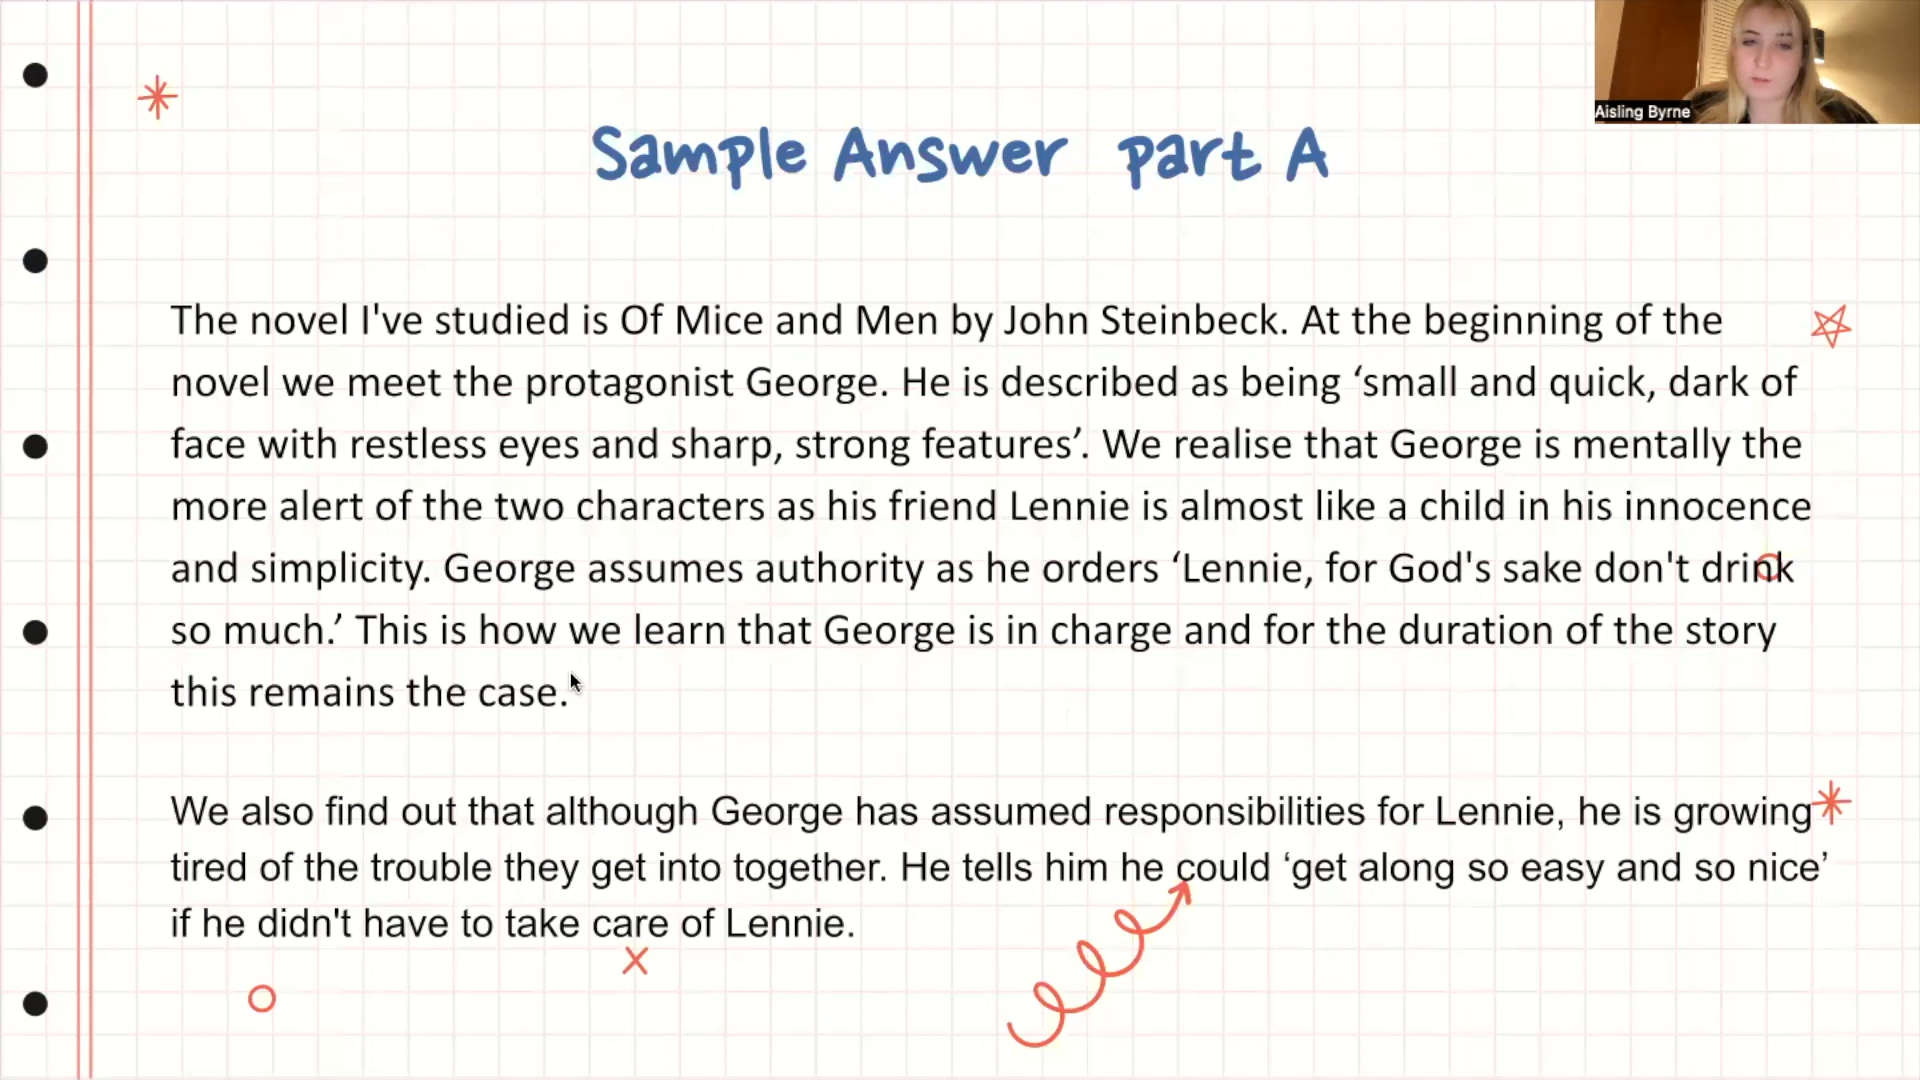 Aisling Byrne
Sample Answer part A
The novel I've studied is Of Mice and Men by John Steinbeck. At the beginning of the
novel we meet the protagonist George. He is described as being ‘small and quick, dark of
face with restless eyes and sharp, strong features’. We realise that George is mentally the
more alert of the two characters as his friend Lennie is almost like a child in his innocence
and simplicity. George assumes authority as he orders ‘Lennie, for God's sake don't drink
so much.’ This is how we learn that George is in charge and for the duration of the story
this remains the case.
We also find out that although George has assumed responsibilities for Lennie, he is growing
tired of the trouble they get into together. He tells him he could ‘get along so easy and so nice’
if he didn't have to take care of Lennie.